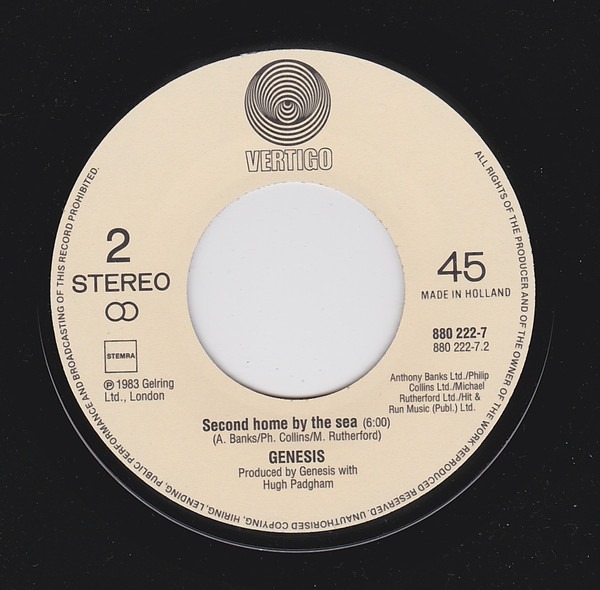 VERTIGO
ALL RIGHTS OF THE PRODUCER AND OF THE OWNER OF THE WORK REPRODUCED RESERVED. UNAUTHORISED COPYING, HIRING, LENDING, PUBLIC PERFORMANCE AND BROADCASTING OF THIS RECORD PROHIBITED.
2
STEREO
STEMRA
℗ 1983 Gelring
Ltd., London
45
MADE IN HOLLAND
880 222-7
880 222-7.2
Anthony Banks Ltd./Philip
Collins Ltd./Michael
Rutherford Ltd./Hit &
Run Music (Publ.) Ltd.
Second home by the sea (6:00)
(A. Banks/Ph. Collins/M. Rutherford)
GENESIS
Produced by Genesis with
Hugh Padgham